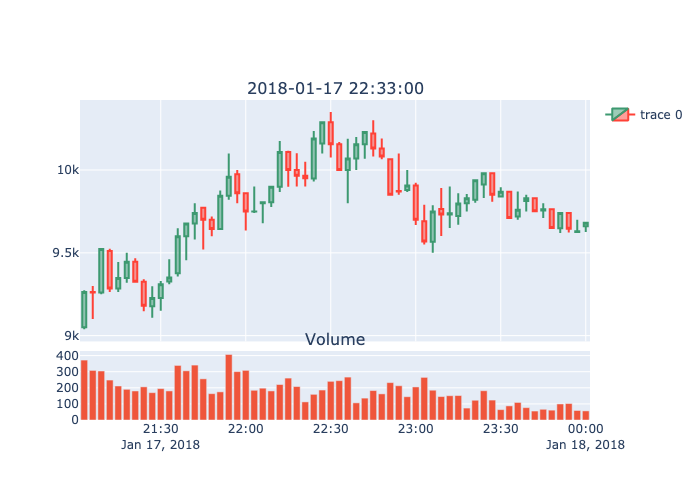 2018-01-17 22:33:00
trace 0
10k
9.5k
9k
Volume
400
300
200
100
0
21:30
22:00
22:30
23:00
23:30
00:00
Jan 17, 2018
Jan 18, 2018